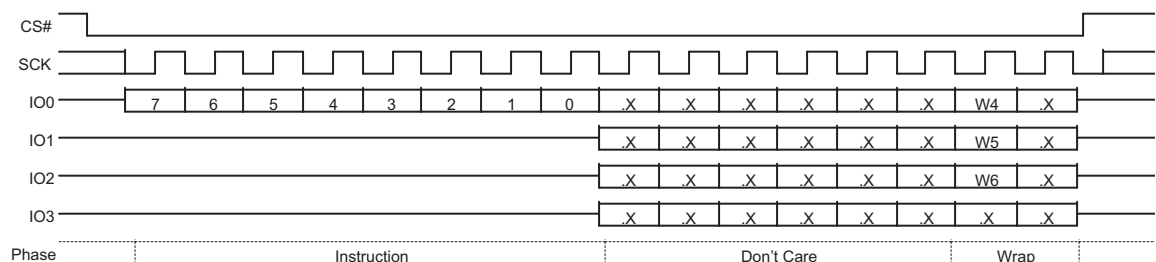 CS#
SCK
IO0 7 6 5 4 3 2 1 0 .X .X .X .X .X .X W4 .X
IO1 .X .X .X .X .X .X W5 .X
IO2 .X .X .X .X .X .X W6 .X
IO3 .X .X .X .X .X .X .X .X
Phase Instruction Don't Care Wrap